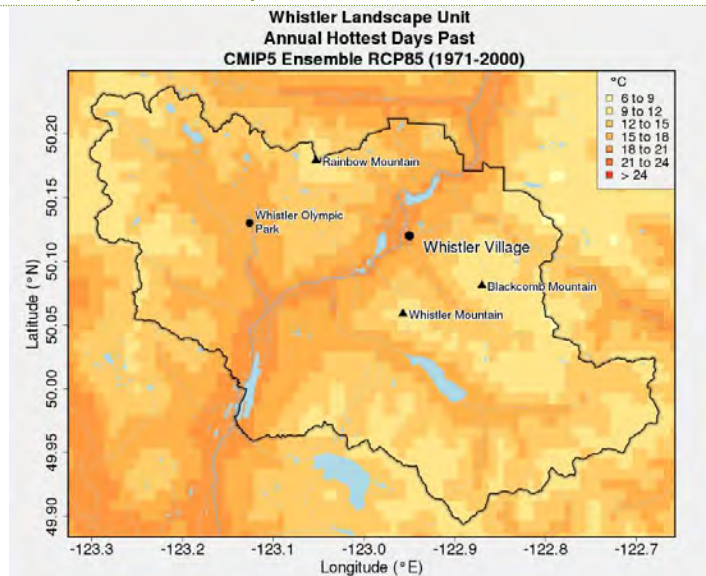 Whistler Landscape Unit
Annual Hottest Days Past
CMIP5 Ensemble RCP85 (1971-2000)
°C
6 to 9
9 to 12
12 to 15
15 to 18
18 to 21
21 to 24
> 24
Rainbow Mountain
Whistler Olympic
Park
Whistler Village
Blackcomb Mountain
Whistler Mountain
Latitude (°N)
50.20
50.15
50.10
50.05
50.00
49.95
49.90
-123.3 -123.2 -123.1 -123.0 -122.9 -122.8 -122.7
Longitude (°E)